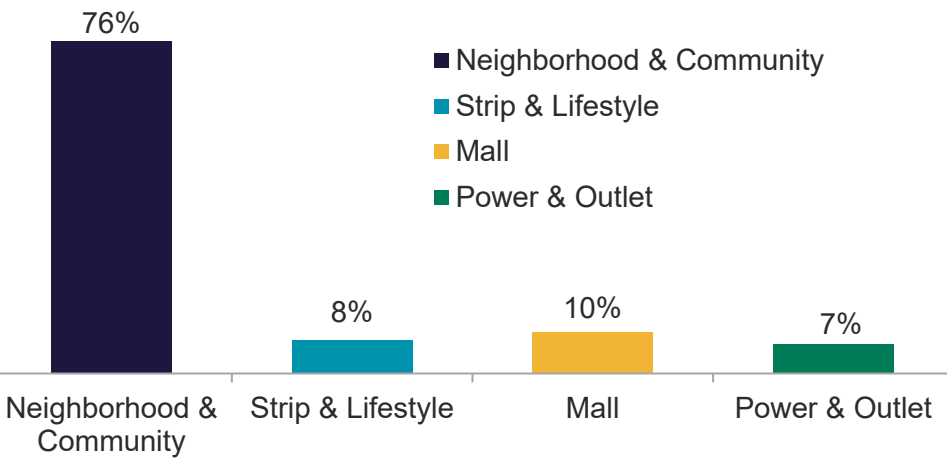 76%
Neighborhood & Community
Strip & Lifestyle
Mall
Power & Outlet
8%
10%
7%
Neighborhood &
Community
Strip & Lifestyle
Mall
Power & Outlet